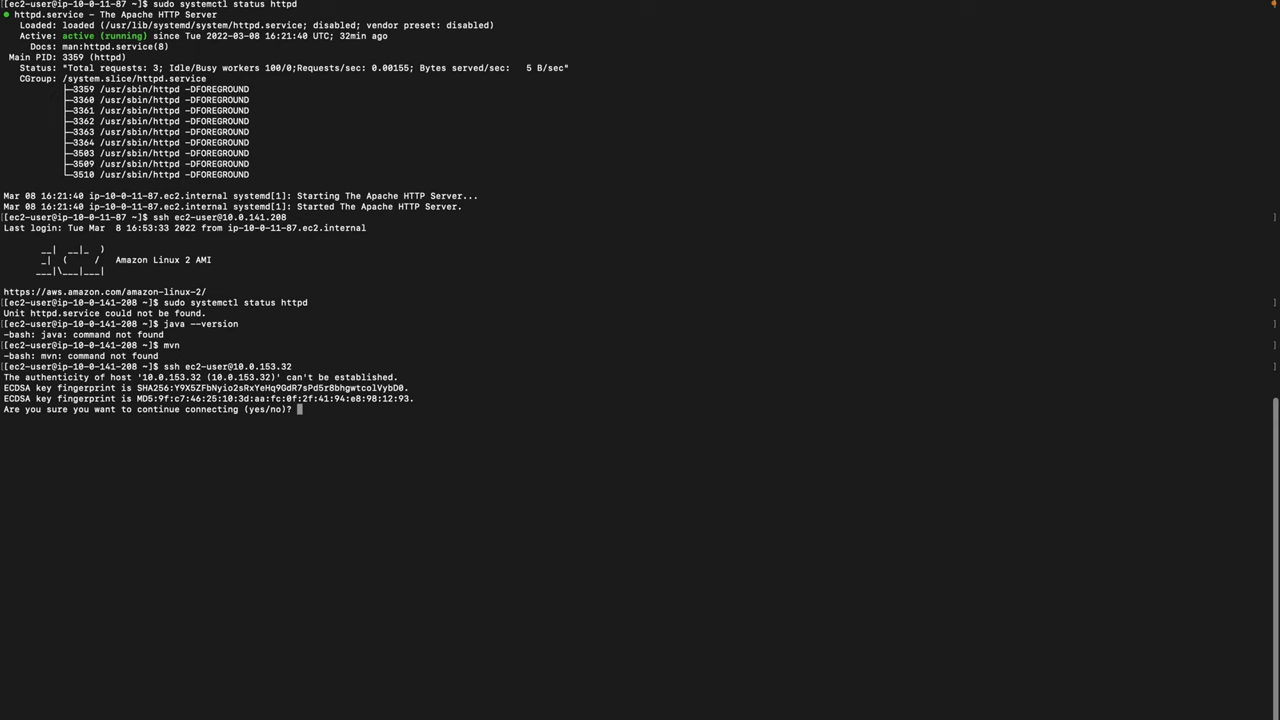 [ec2-user@ip-10-0-11-87 ~]$ sudo systemctl status httpd
● httpd.service - The Apache HTTP Server
Loaded: loaded (/usr/lib/systemd/system/httpd.service; disabled; vendor preset: disabled)
Active: active (running) since Tue 2022-03-08 16:21:40 UTC; 32min ago
Docs: man:httpd.service(8)
Main PID: 3359 (httpd)
Status: "Total requests: 3; Idle/Busy workers 100/0;Requests/sec: 0.00155; Bytes served/sec:   5 B/sec"
CGroup: /system.slice/httpd.service
├─3359 /usr/sbin/httpd -DFOREGROUND
├─3360 /usr/sbin/httpd -DFOREGROUND
├─3361 /usr/sbin/httpd -DFOREGROUND
├─3362 /usr/sbin/httpd -DFOREGROUND
├─3363 /usr/sbin/httpd -DFOREGROUND
├─3364 /usr/sbin/httpd -DFOREGROUND
├─3503 /usr/sbin/httpd -DFOREGROUND
├─3509 /usr/sbin/httpd -DFOREGROUND
└─3510 /usr/sbin/httpd -DFOREGROUND
Mar 08 16:21:40 ip-10-0-11-87.ec2.internal systemd[1]: Starting The Apache HTTP Server...
Mar 08 16:21:40 ip-10-0-11-87.ec2.internal systemd[1]: Started The Apache HTTP Server.
[ec2-user@ip-10-0-11-87 ~]$ ssh ec2-user@10.0.141.208
Last login: Tue Mar  8 16:53:33 2022 from ip-10-0-11-87.ec2.internal
__|  __|_  )
_|  (     /   Amazon Linux 2 AMI
___|\___|___|
https://aws.amazon.com/amazon-linux-2/
[ec2-user@ip-10-0-141-208 ~]$ sudo systemctl status httpd
Unit httpd.service could not be found.
[ec2-user@ip-10-0-141-208 ~]$ java --version
-bash: java: command not found
[ec2-user@ip-10-0-141-208 ~]$ mvn
-bash: mvn: command not found
[ec2-user@ip-10-0-141-208 ~]$ ssh ec2-user@10.0.153.32
The authenticity of host '10.0.153.32 (10.0.153.32)' can't be established.
ECDSA key fingerprint is SHA256:Y9X5ZFbNyio2sRxYeHq9GdR7sPd5r8bhgwtcolVybD0.
ECDSA key fingerprint is MD5:9f:c7:46:25:10:3d:aa:fc:0f:2f:41:94:e8:98:12:93.
Are you sure you want to continue connecting (yes/no)?